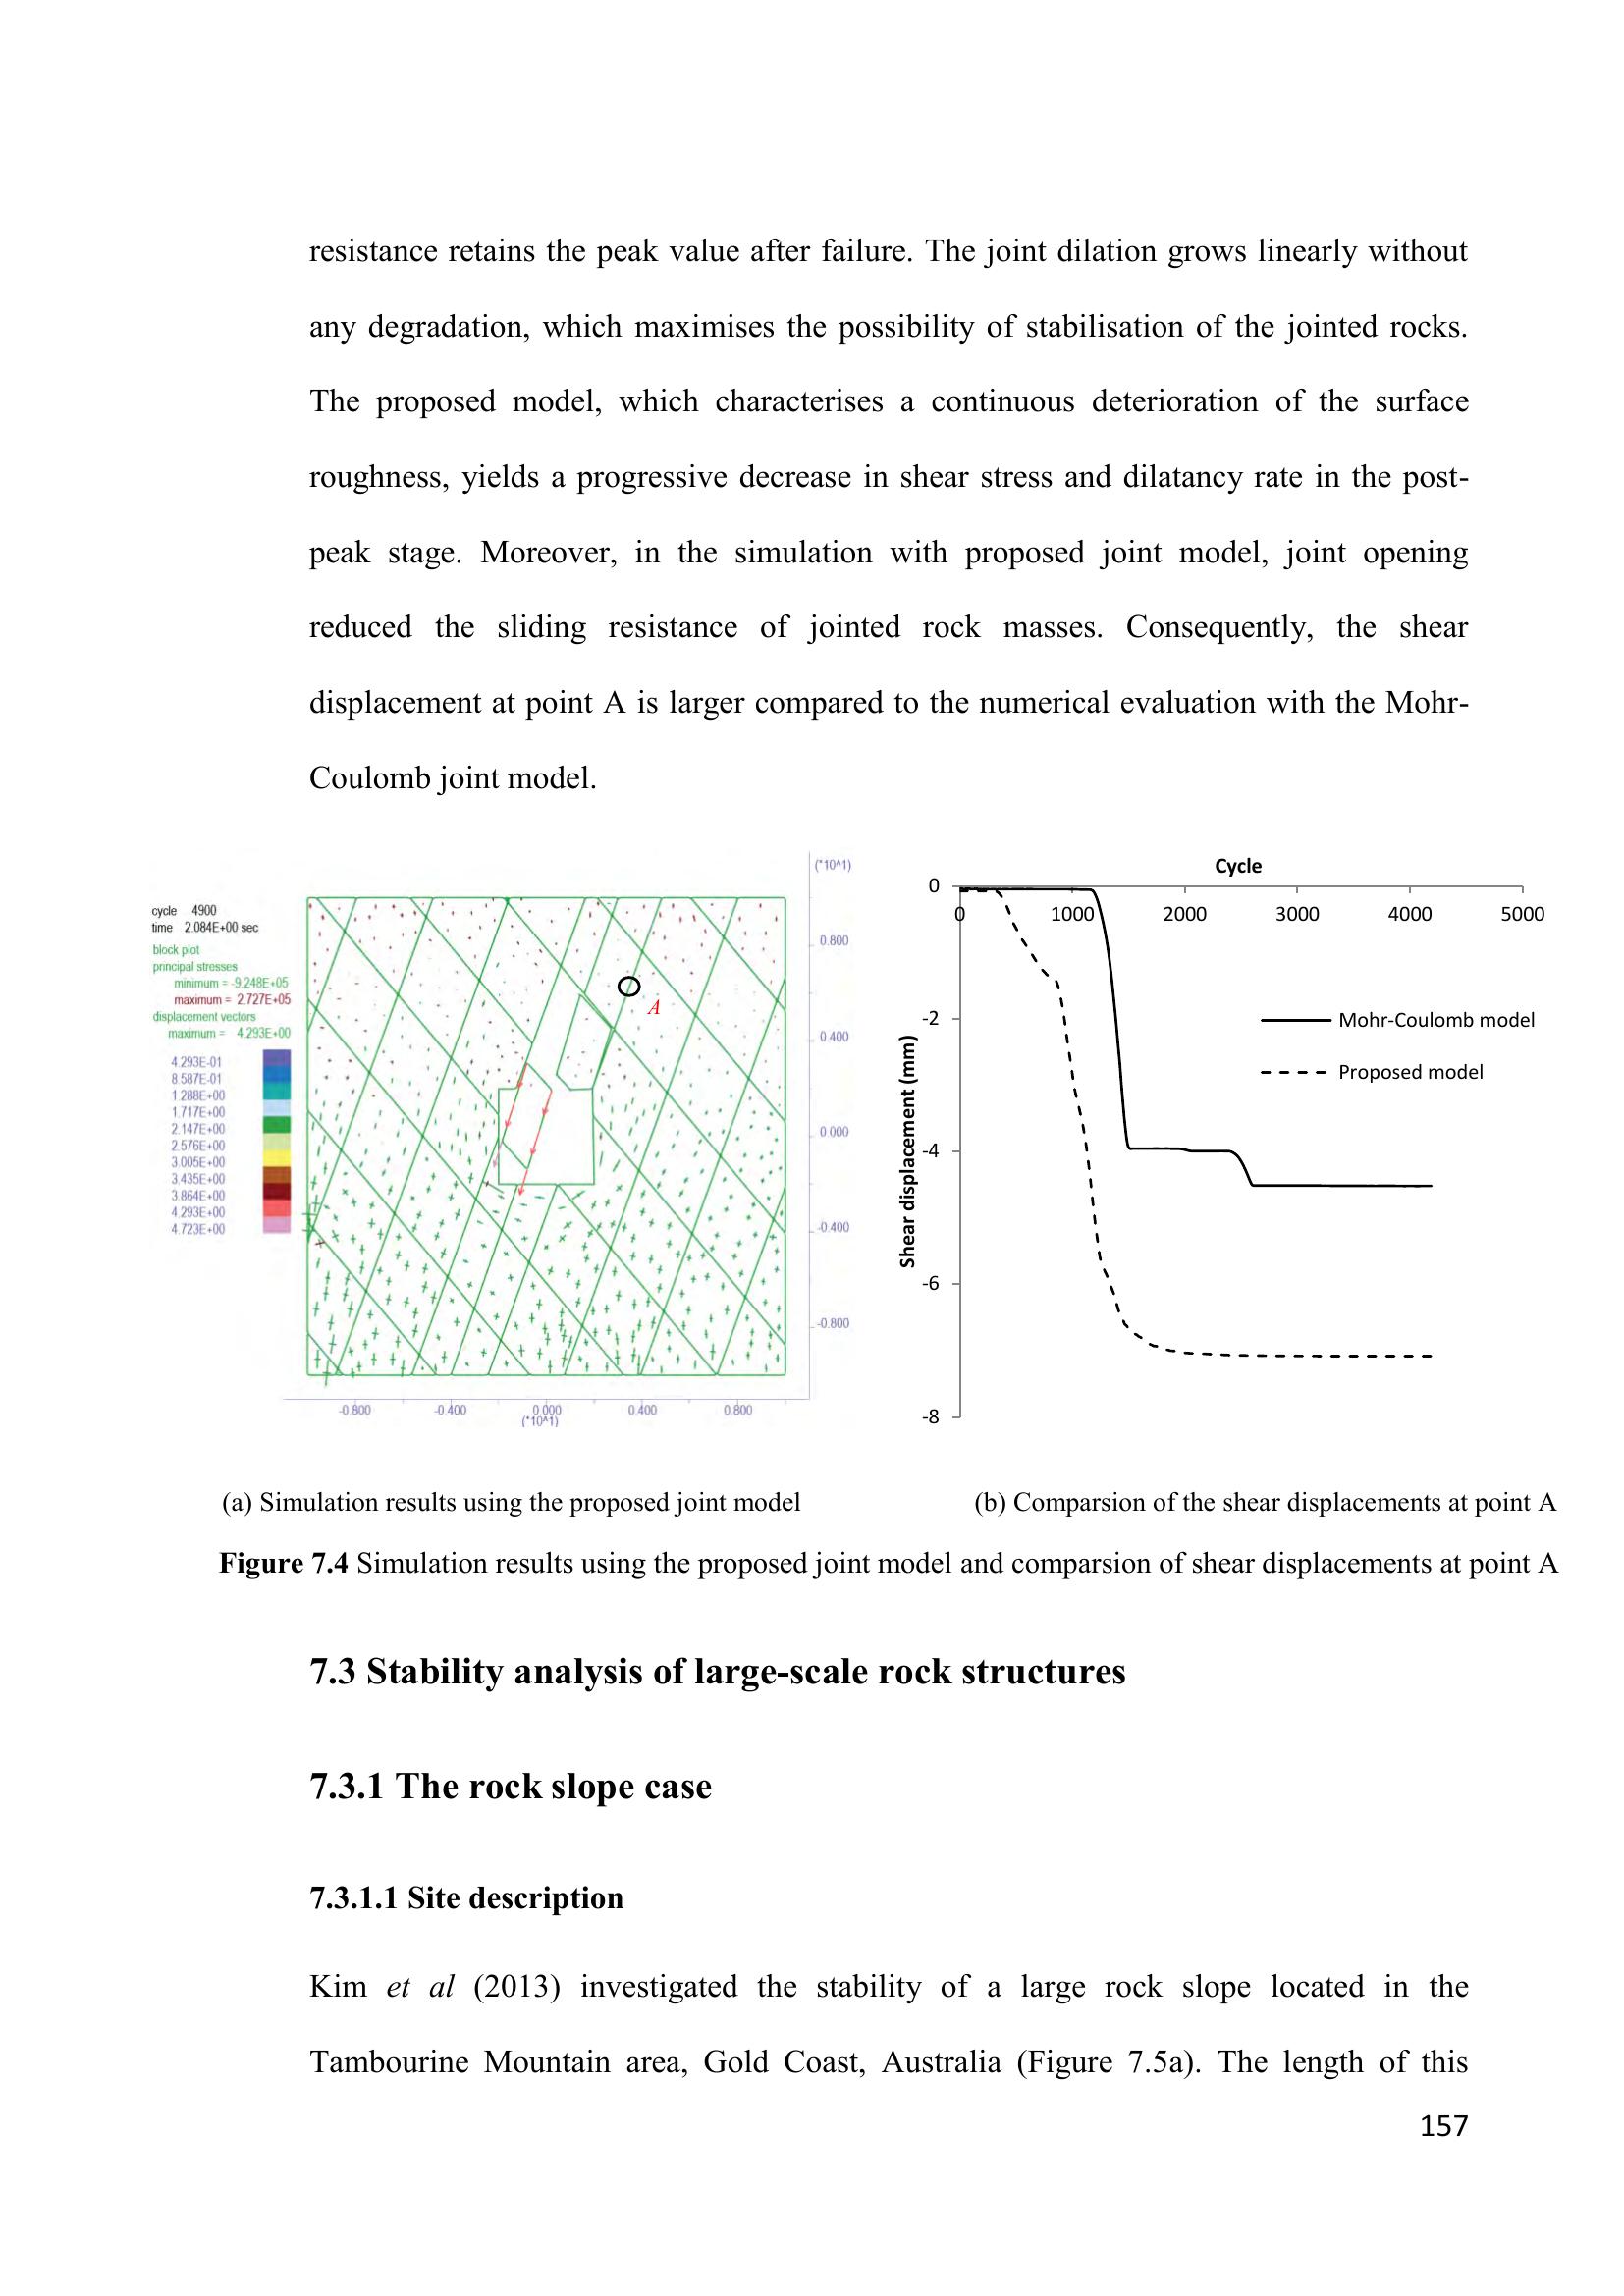 resistance retains the peak value after failure. The joint dilation grows linearly without
any degradation, which maximises the possibility of stabilisation of the jointed rocks.
The proposed model, which characterises a continuous deterioration of the surface
roughness, yields a progressive decrease in shear stress and dilatancy rate in the post-
peak stage. Moreover, in the simulation with proposed joint model, joint opening
reduced the sliding resistance of jointed rock masses. Consequently, the shear
displacement at point A is larger compared to the numerical evaluation with the Mohr-
Coulomb joint model.
cycle 4900
time 2.084E+00 sec
block plot
principal stresses
minimum = -9.248E+05
maximum = 2.727E+05
displacement vectors
maximum = 4.293E+00
4.293E-01
8.587E-01
1.288E+00
1.717E+00
2.147E+00
2.576E+00
3.005E+00
3.435E+00
3.864E+00
4.293E+00
4.723E+00
A
(*10^1)
0.800
0.400
0.000
-0.400
-0.800
-0.800 -0.400 0.000 0.400 0.800
(*10^1)
Cycle
0 1000 2000 3000 4000 5000
0
-2
-4
-6
-8
Shear displacement (mm)
Mohr-Coulomb model
Proposed model
(a) Simulation results using the proposed joint model
(b) Comparsion of the shear displacements at point A
Figure 7.4 Simulation results using the proposed joint model and comparsion of shear displacements at point A
7.3 Stability analysis of large-scale rock structures
7.3.1 The rock slope case
7.3.1.1 Site description
Kim et al (2013) investigated the stability of a large rock slope located in the
Tambourine Mountain area, Gold Coast, Australia (Figure 7.5a). The length of this
157